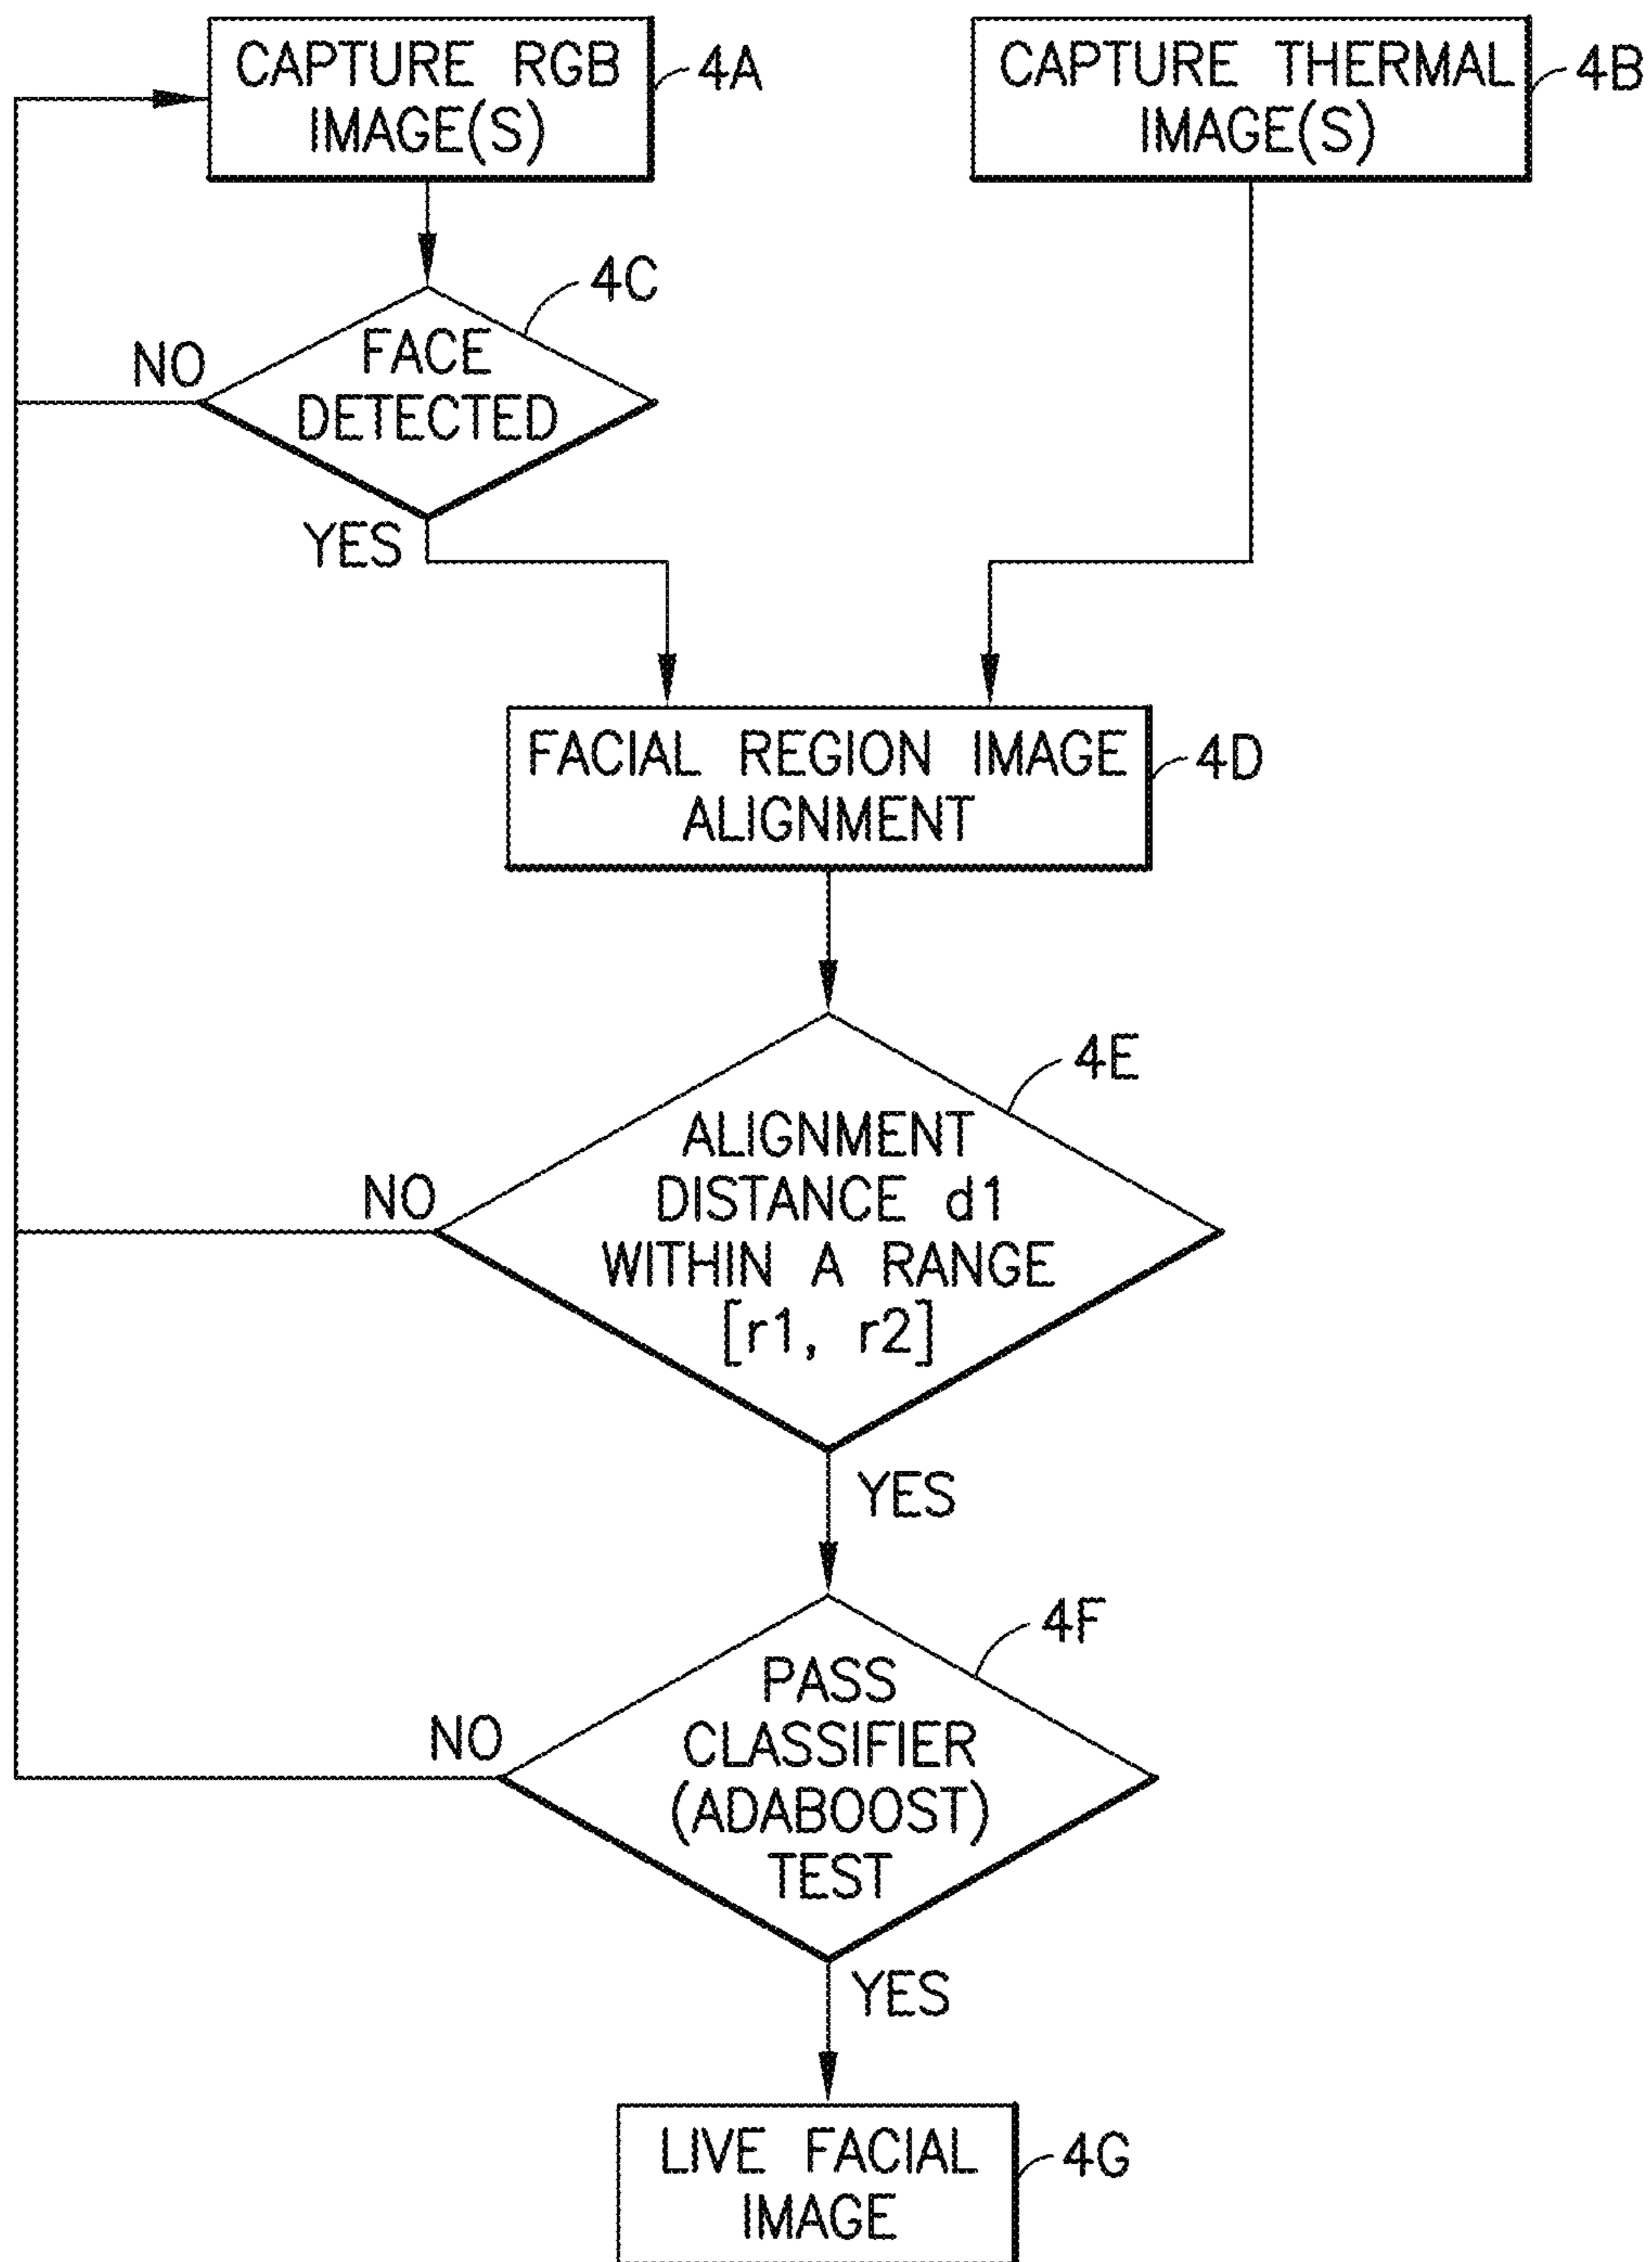 CAPTURE RGB
IMAGE(S)
4A
CAPTURE THERMAL
IMAGE(S)
4B
4C
FACE
DETECTED
NO
YES
FACIAL REGION IMAGE
ALIGNMENT
4D
4E
ALIGNMENT
DISTANCE d1
WITHIN A RANGE
[r1, r2]
NO
YES
4F
PASS
CLASSIFIER
(ADABOOST)
TEST
NO
YES
LIVE FACIAL
IMAGE
4G